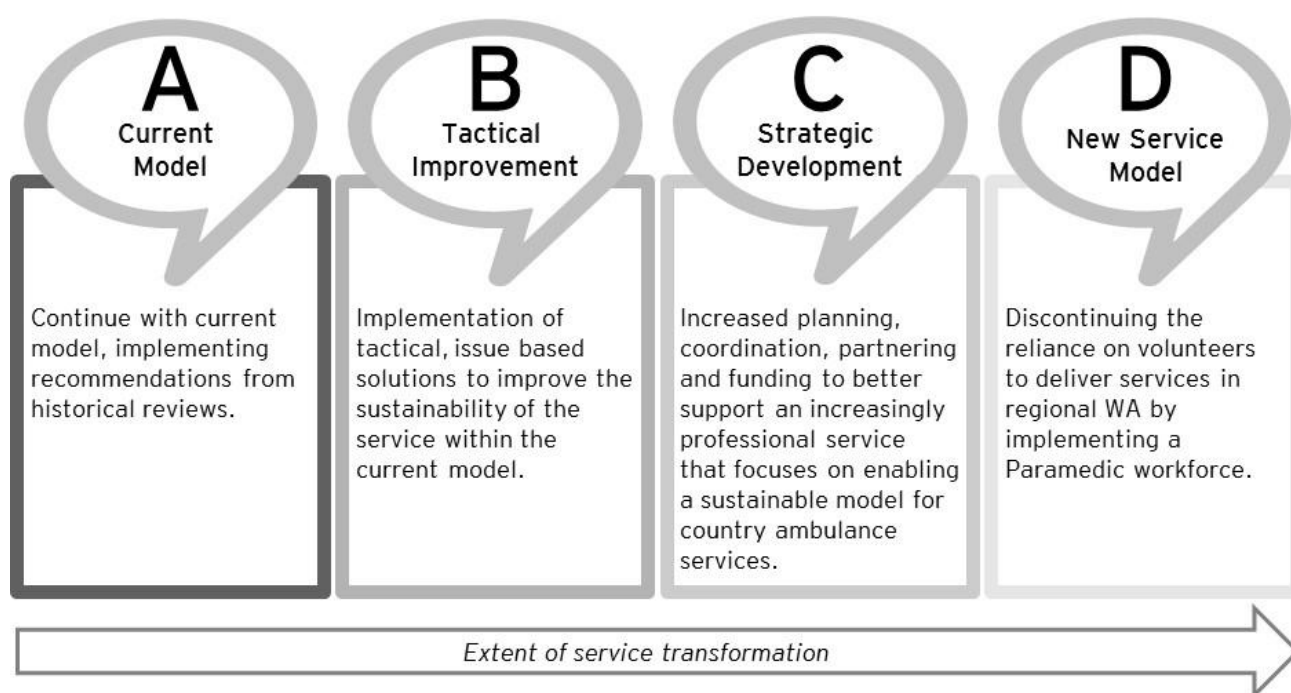 A
Current
Model
Continue with current
model, implementing
recommendations from
historical reviews.
B
Tactical
Improvement
Implementation of
tactical, issue based
solutions to improve the
sustainability of the
service within the
current model.
C
Strategic
Development
Increased planning,
coordination, partnering
and funding to better
support an increasingly
professional service
that focuses on enabling
a sustainable model for
country ambulance
services.
D
New Service
Model
Discontinuing the
reliance on volunteers
to deliver services in
regional WA by
implementing a
Paramedic workforce.
Extent of service transformation